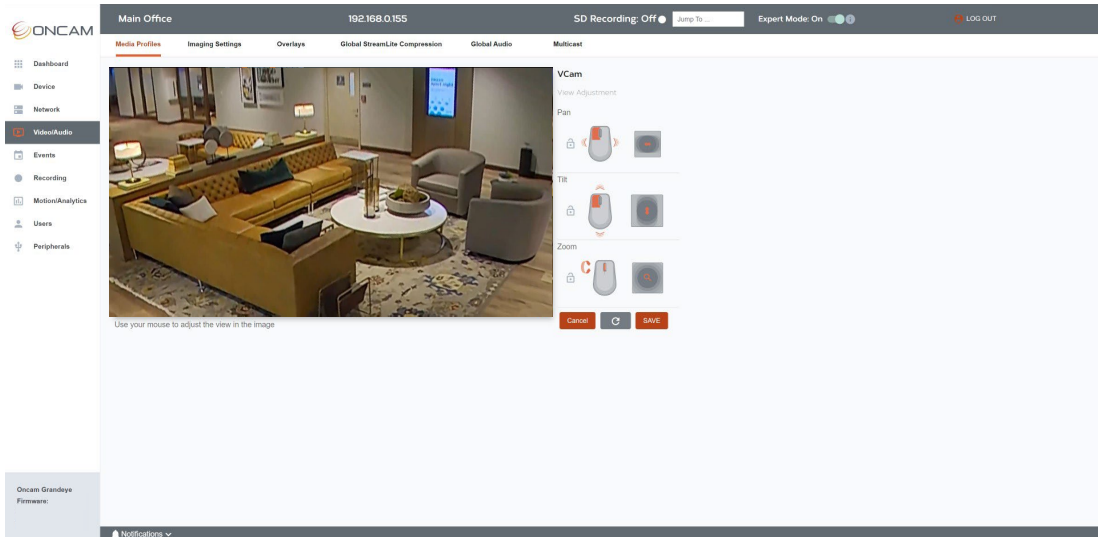 ONCAM
Main Office
192.168.0.155
SD Recording: Off
Jump To ...
Expert Mode: On
LOG OUT
Media Profiles
Imaging Settings
Overlays
Global StreamLite Compression
Global Audio
Multicast
Dashboard
Device
Network
Video/Audio
Events
Recording
Motion/Analytics
Users
Peripherals
VCam
View Adjustment
Pan
Tilt
Zoom
Cancel
SAVE
Use your mouse to adjust the view in the image
Oncam Grandeye
Firmware:
Notifications